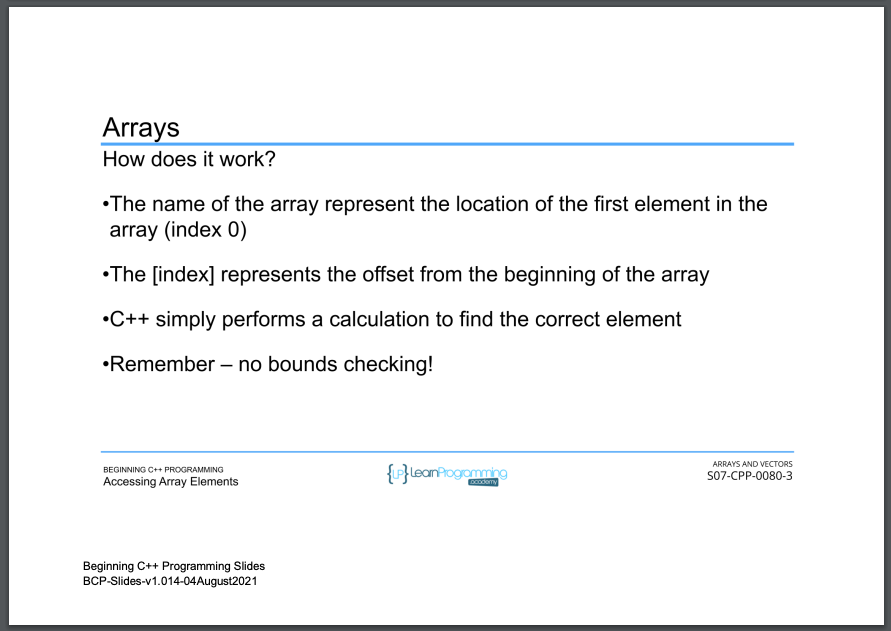 Arrays
How does it work?
•The name of the array represent the location of the first element in the
array (index 0)
•The [index] represents the offset from the beginning of the array
•C++ simply performs a calculation to find the correct element
•Remember – no bounds checking!
BEGINNING C++ PROGRAMMING
Accessing Array Elements
{LP} LearnProgramming
academy
ARRAYS AND VECTORS
S07-CPP-0080-3
Beginning C++ Programming Slides
BCP-Slides-v1.014-04August2021